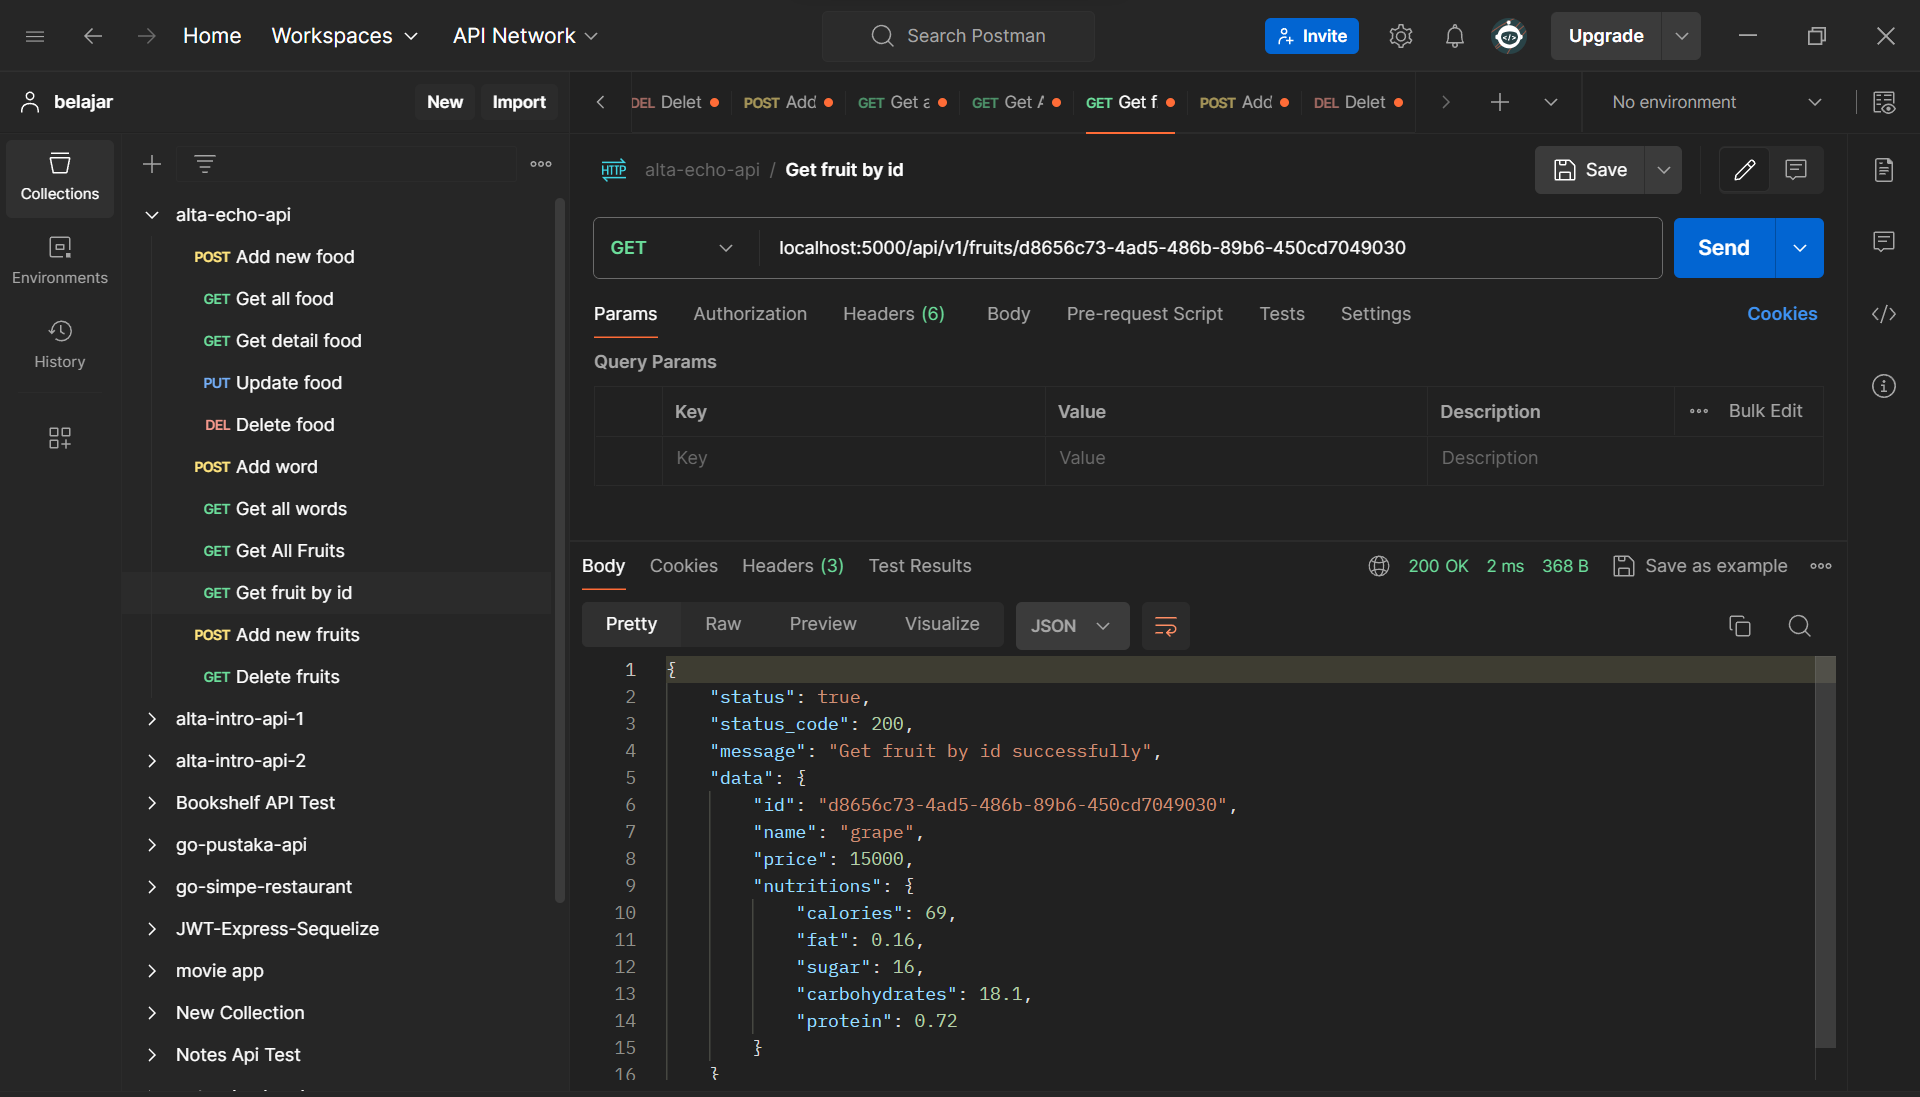 Home Workspaces API Network Search Postman Invite Upgrade
belajar New Import
DEL Delet POST Add GET Get a GET Get A GET Get f POST Add DEL Delet No environment
Collections
Environments
History
alta-echo-api
POST Add new food
GET Get all food
GET Get detail food
PUT Update food
DEL Delete food
POST Add word
GET Get all words
GET Get All Fruits
GET Get fruit by id
POST Add new fruits
GET Delete fruits
alta-intro-api-1
alta-intro-api-2
Bookshelf API Test
go-pustaka-api
go-simpe-restaurant
JWT-Express-Sequelize
movie app
New Collection
Notes Api Test
HTTP alta-echo-api / Get fruit by id Save
GET localhost:5000/api/v1/fruits/d8656c73-4ad5-486b-89b6-450cd7049030 Send
Params Authorization Headers (6) Body Pre-request Script Tests Settings Cookies
Query Params
Key Value Description Bulk Edit
Key Value Description
Body Cookies Headers (3) Test Results 200 OK 2 ms 368 B Save as example
Pretty Raw Preview Visualize JSON
1 {
2 "status": true,
3 "status_code": 200,
4 "message": "Get fruit by id successfully",
5 "data": {
6 "id": "d8656c73-4ad5-486b-89b6-450cd7049030",
7 "name": "grape",
8 "price": 15000,
9 "nutritions": {
10 "calories": 69,
11 "fat": 0.16,
12 "sugar": 16,
13 "carbohydrates": 18.1,
14 "protein": 0.72
15 }
16 }